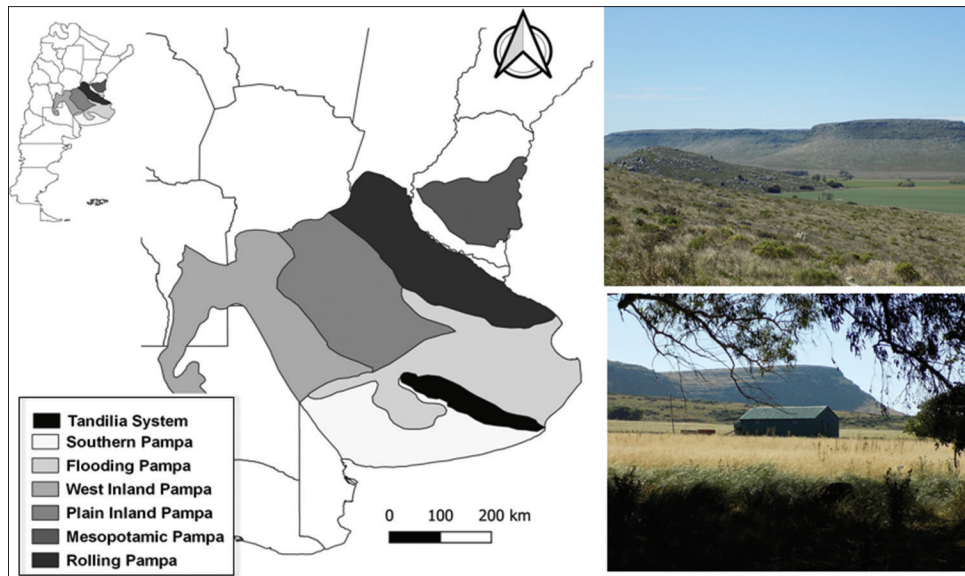 Tandilia System
Southern Pampa
Flooding Pampa
West Inland Pampa
Plain Inland Pampa
Mesopotamic Pampa
Rolling Pampa
0 100 200 km